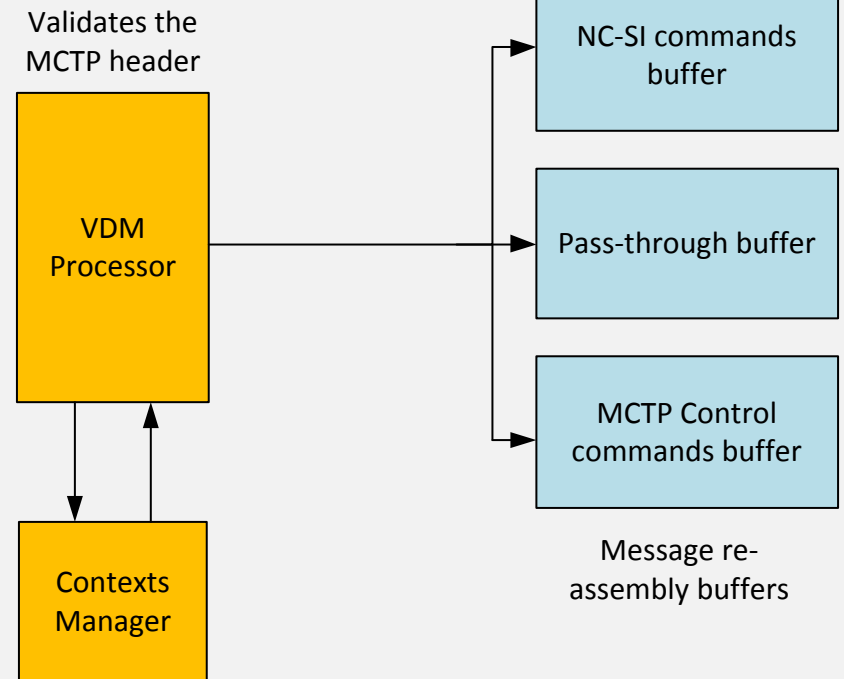 Validates the
MCTP header
VDM
Processor
Contexts
Manager
NC-SI commands
buffer
Pass-through buffer
MCTP Control
commands buffer
Message re-
assembly buffers